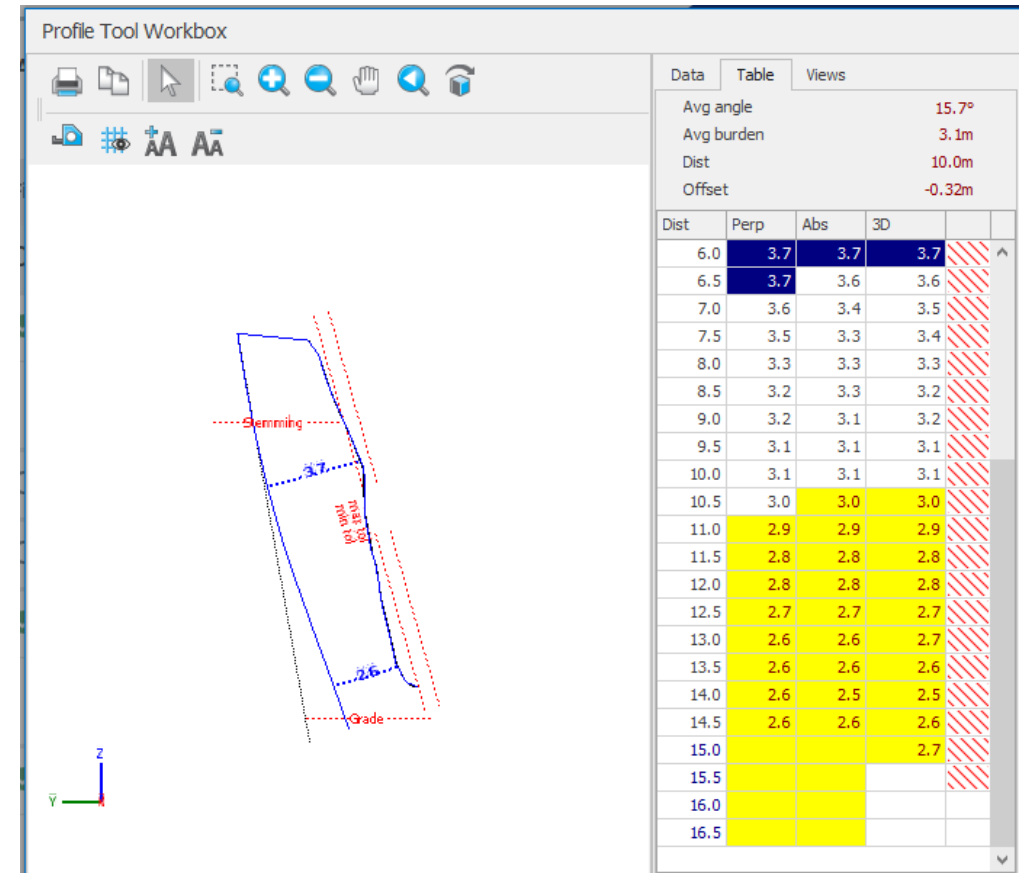 Profile Tool Workbox
Data Table Views
Avg angle 15.7°
Avg burden 3.1m
Dist 10.0m
Offset -0.32m
Dist Perp Abs 3D
6.0 3.7 3.7 3.7
6.5 3.7 3.6 3.6
7.0 3.6 3.4 3.5
7.5 3.5 3.3 3.4
8.0 3.3 3.3 3.3
8.5 3.2 3.3 3.2
9.0 3.2 3.1 3.2
9.5 3.1 3.1 3.1
10.0 3.1 3.1 3.1
10.5 3.0 3.0 3.0
11.0 2.9 2.9 2.9
11.5 2.8 2.8 2.8
12.0 2.8 2.8 2.8
12.5 2.7 2.7 2.7
13.0 2.6 2.6 2.7
13.5 2.6 2.6 2.6
14.0 2.6 2.5 2.5
14.5 2.6 2.6 2.6
15.0 2.7
15.5
16.0
16.5
AA
AA
Stemming
3.7
2.6
Grade
Z
Y